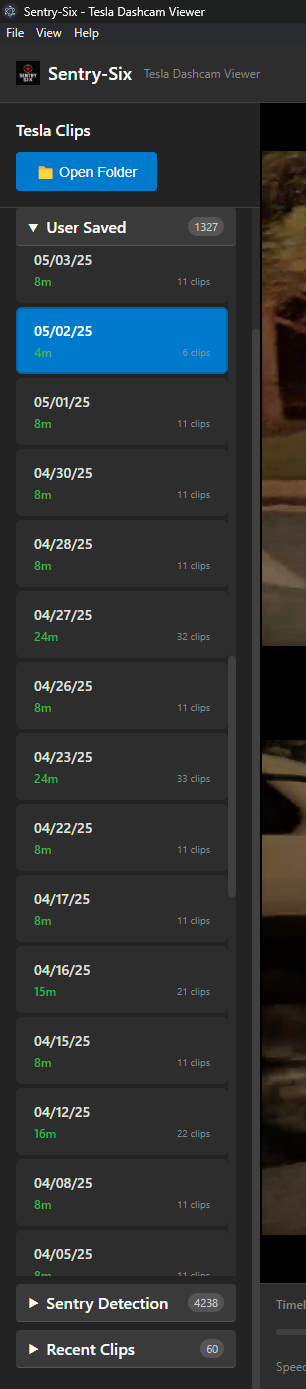 Sentry-Six - Tesla Dashcam Viewer
File View Help
SENTRY SIX
Sentry-Six Tesla Dashcam Viewer
Tesla Clips
Open Folder
User Saved 1327
05/03/25
8m 11 clips
05/02/25
4m 6 clips
05/01/25
8m 11 clips
04/30/25
8m 11 clips
04/28/25
8m 11 clips
04/27/25
24m 32 clips
04/26/25
8m 11 clips
04/23/25
24m 33 clips
04/22/25
8m 11 clips
04/17/25
8m 11 clips
04/16/25
15m 21 clips
04/15/25
8m 11 clips
04/12/25
16m 22 clips
04/08/25
8m 11 clips
04/05/25
8m 11 clips
Sentry Detection 4238
Timel
Recent Clips 60
Speed